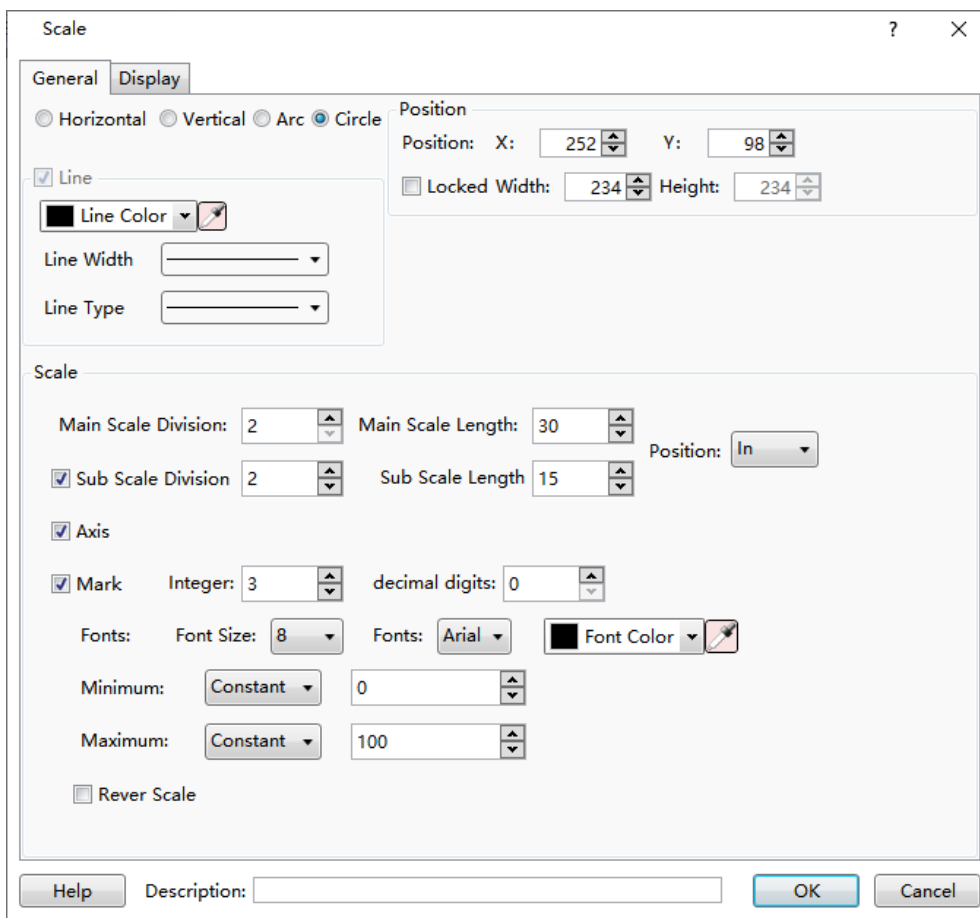 Scale ?
General Display
Horizontal Vertical Arc Circle
Position
Position: X: 252 Y: 98
Line
Locked Width: 234 Height: 234
Line Color
Line Width
Line Type
Scale
Main Scale Division: 2 Main Scale Length: 30
Position: In
Sub Scale Division 2 Sub Scale Length 15
Axis
Mark Integer: 3 decimal digits: 0
Fonts: Font Size: 8 Fonts: Arial Font Color
Minimum: Constant 0
Maximum: Constant 100
Rever Scale
Help Description: OK Cancel